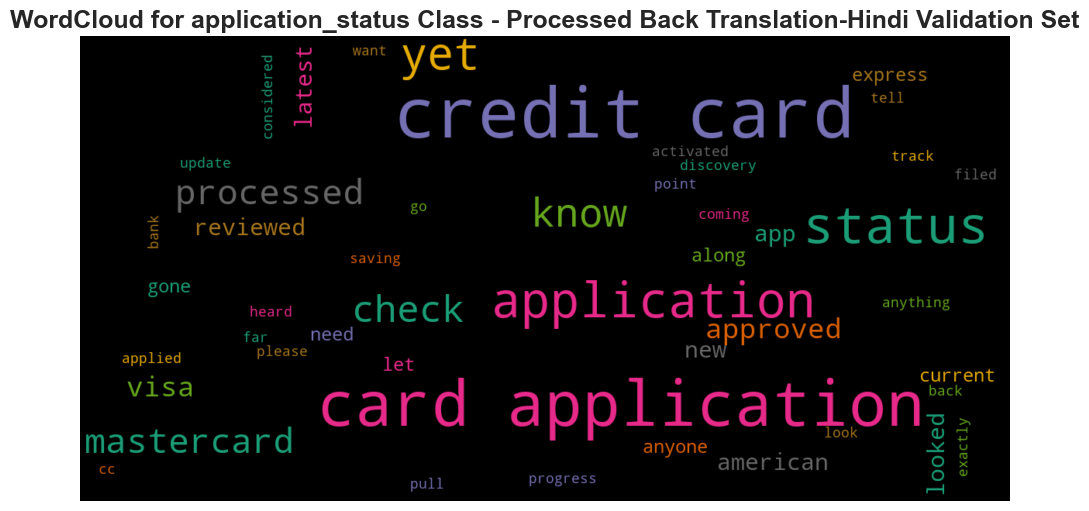 WordCloud for application_status Class - Processed Back Translation-Hindi Validation Set
want
yet
considered
latest
express
tell
credit card
update
activated
discovery
track
filed
point
processed
go
know
coming
bank
reviewed
app
status
saving
along
gone
heard
check
application
anything
far
need
approved
please
new
applied
let
visa
current
back
card application
mastercard
anyone
look
american
looked
exactly
cc
pull
progress